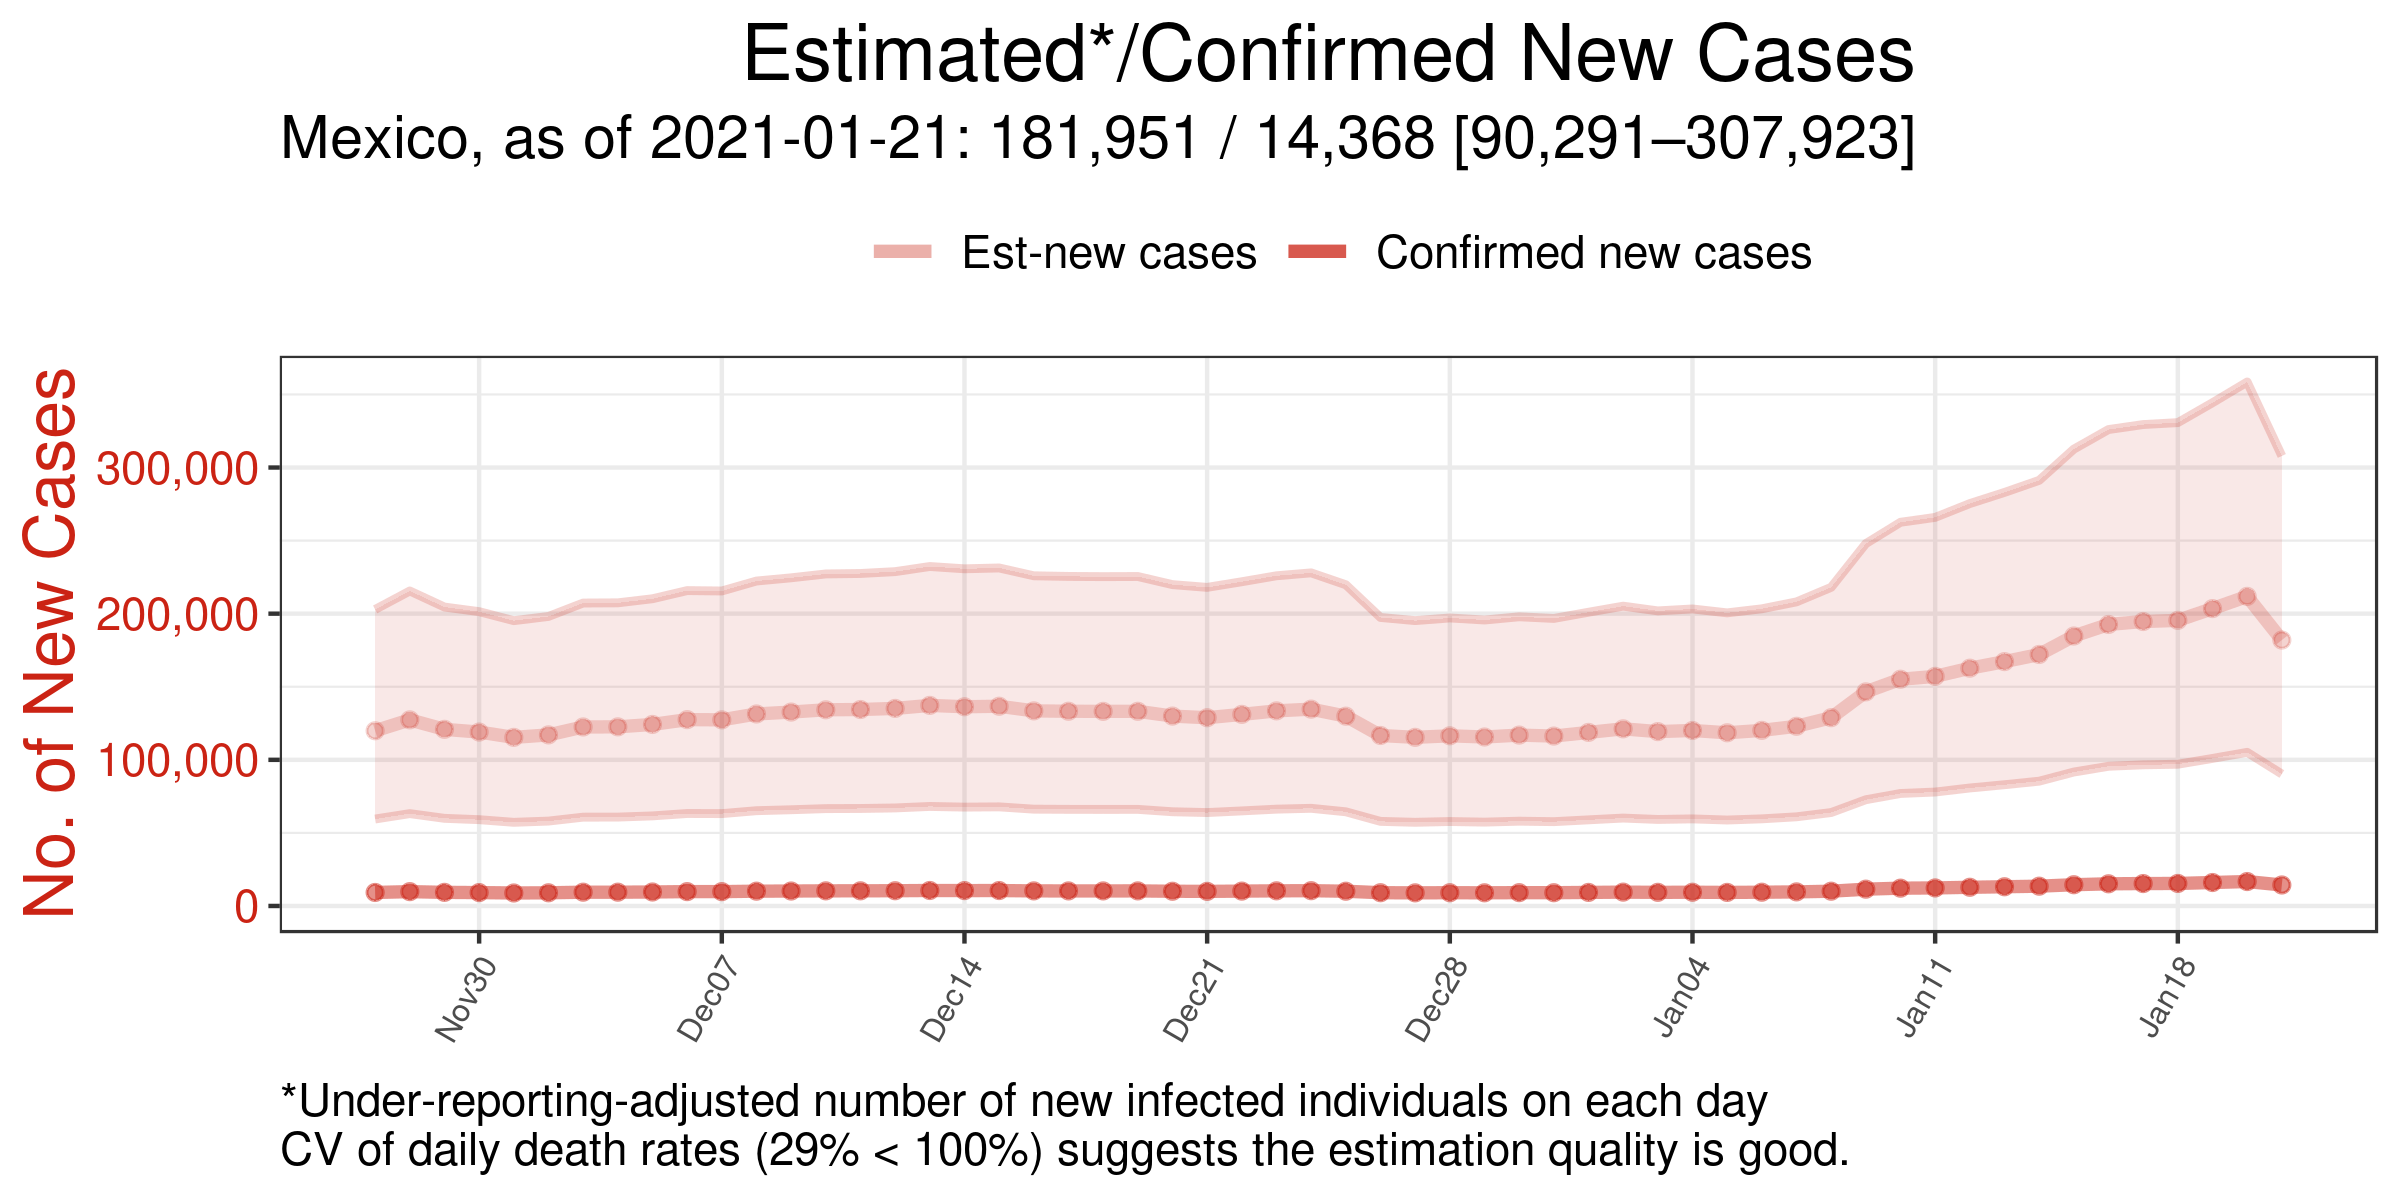 Estimated*/Confirmed New Cases
Mexico, as of 2021-01-21: 181,951 / 14,368 [90,291–307,923]
Est-new cases
Confirmed new cases
No. of New Cases
300,000
200,000
100,000
0
Nov30
Dec07
Dec14
Dec21
Dec28
Jan04
Jan11
Jan18
*Under-reporting-adjusted number of new infected individuals on each day
CV of daily death rates (29% < 100%) suggests the estimation quality is good.